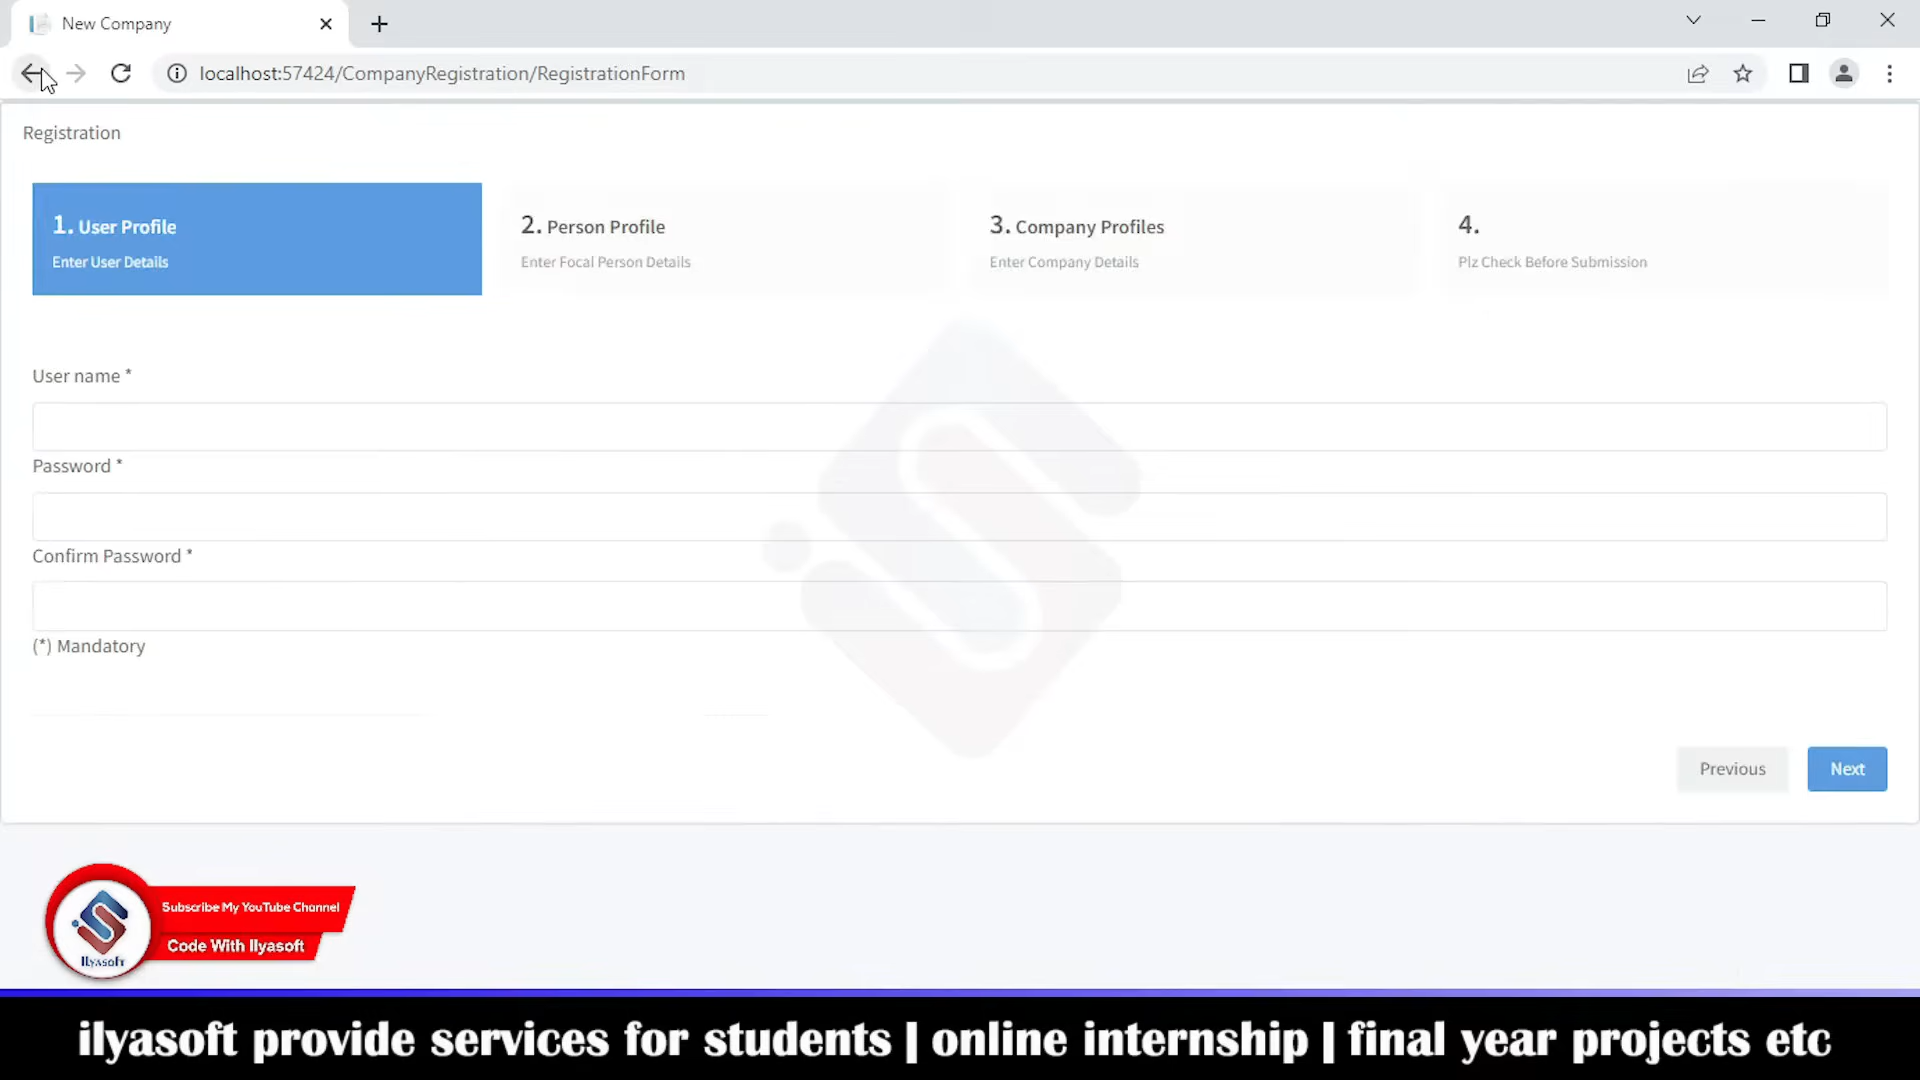 New Company
localhost:57424/CompanyRegistration/RegistrationForm
Registration
1. User Profile
Enter User Details
2. Person Profile
Enter Focal Person Details
3. Company Profiles
Enter Company Details
4.
Plz Check Before Submission
User name *
Password *
Confirm Password *
(*) Mandatory
Previous
Next
Subscribe My YouTube Channel
Code With Ilyasoft
Ilyasoft
ilyasoft provide services for students | online internship | final year projects etc